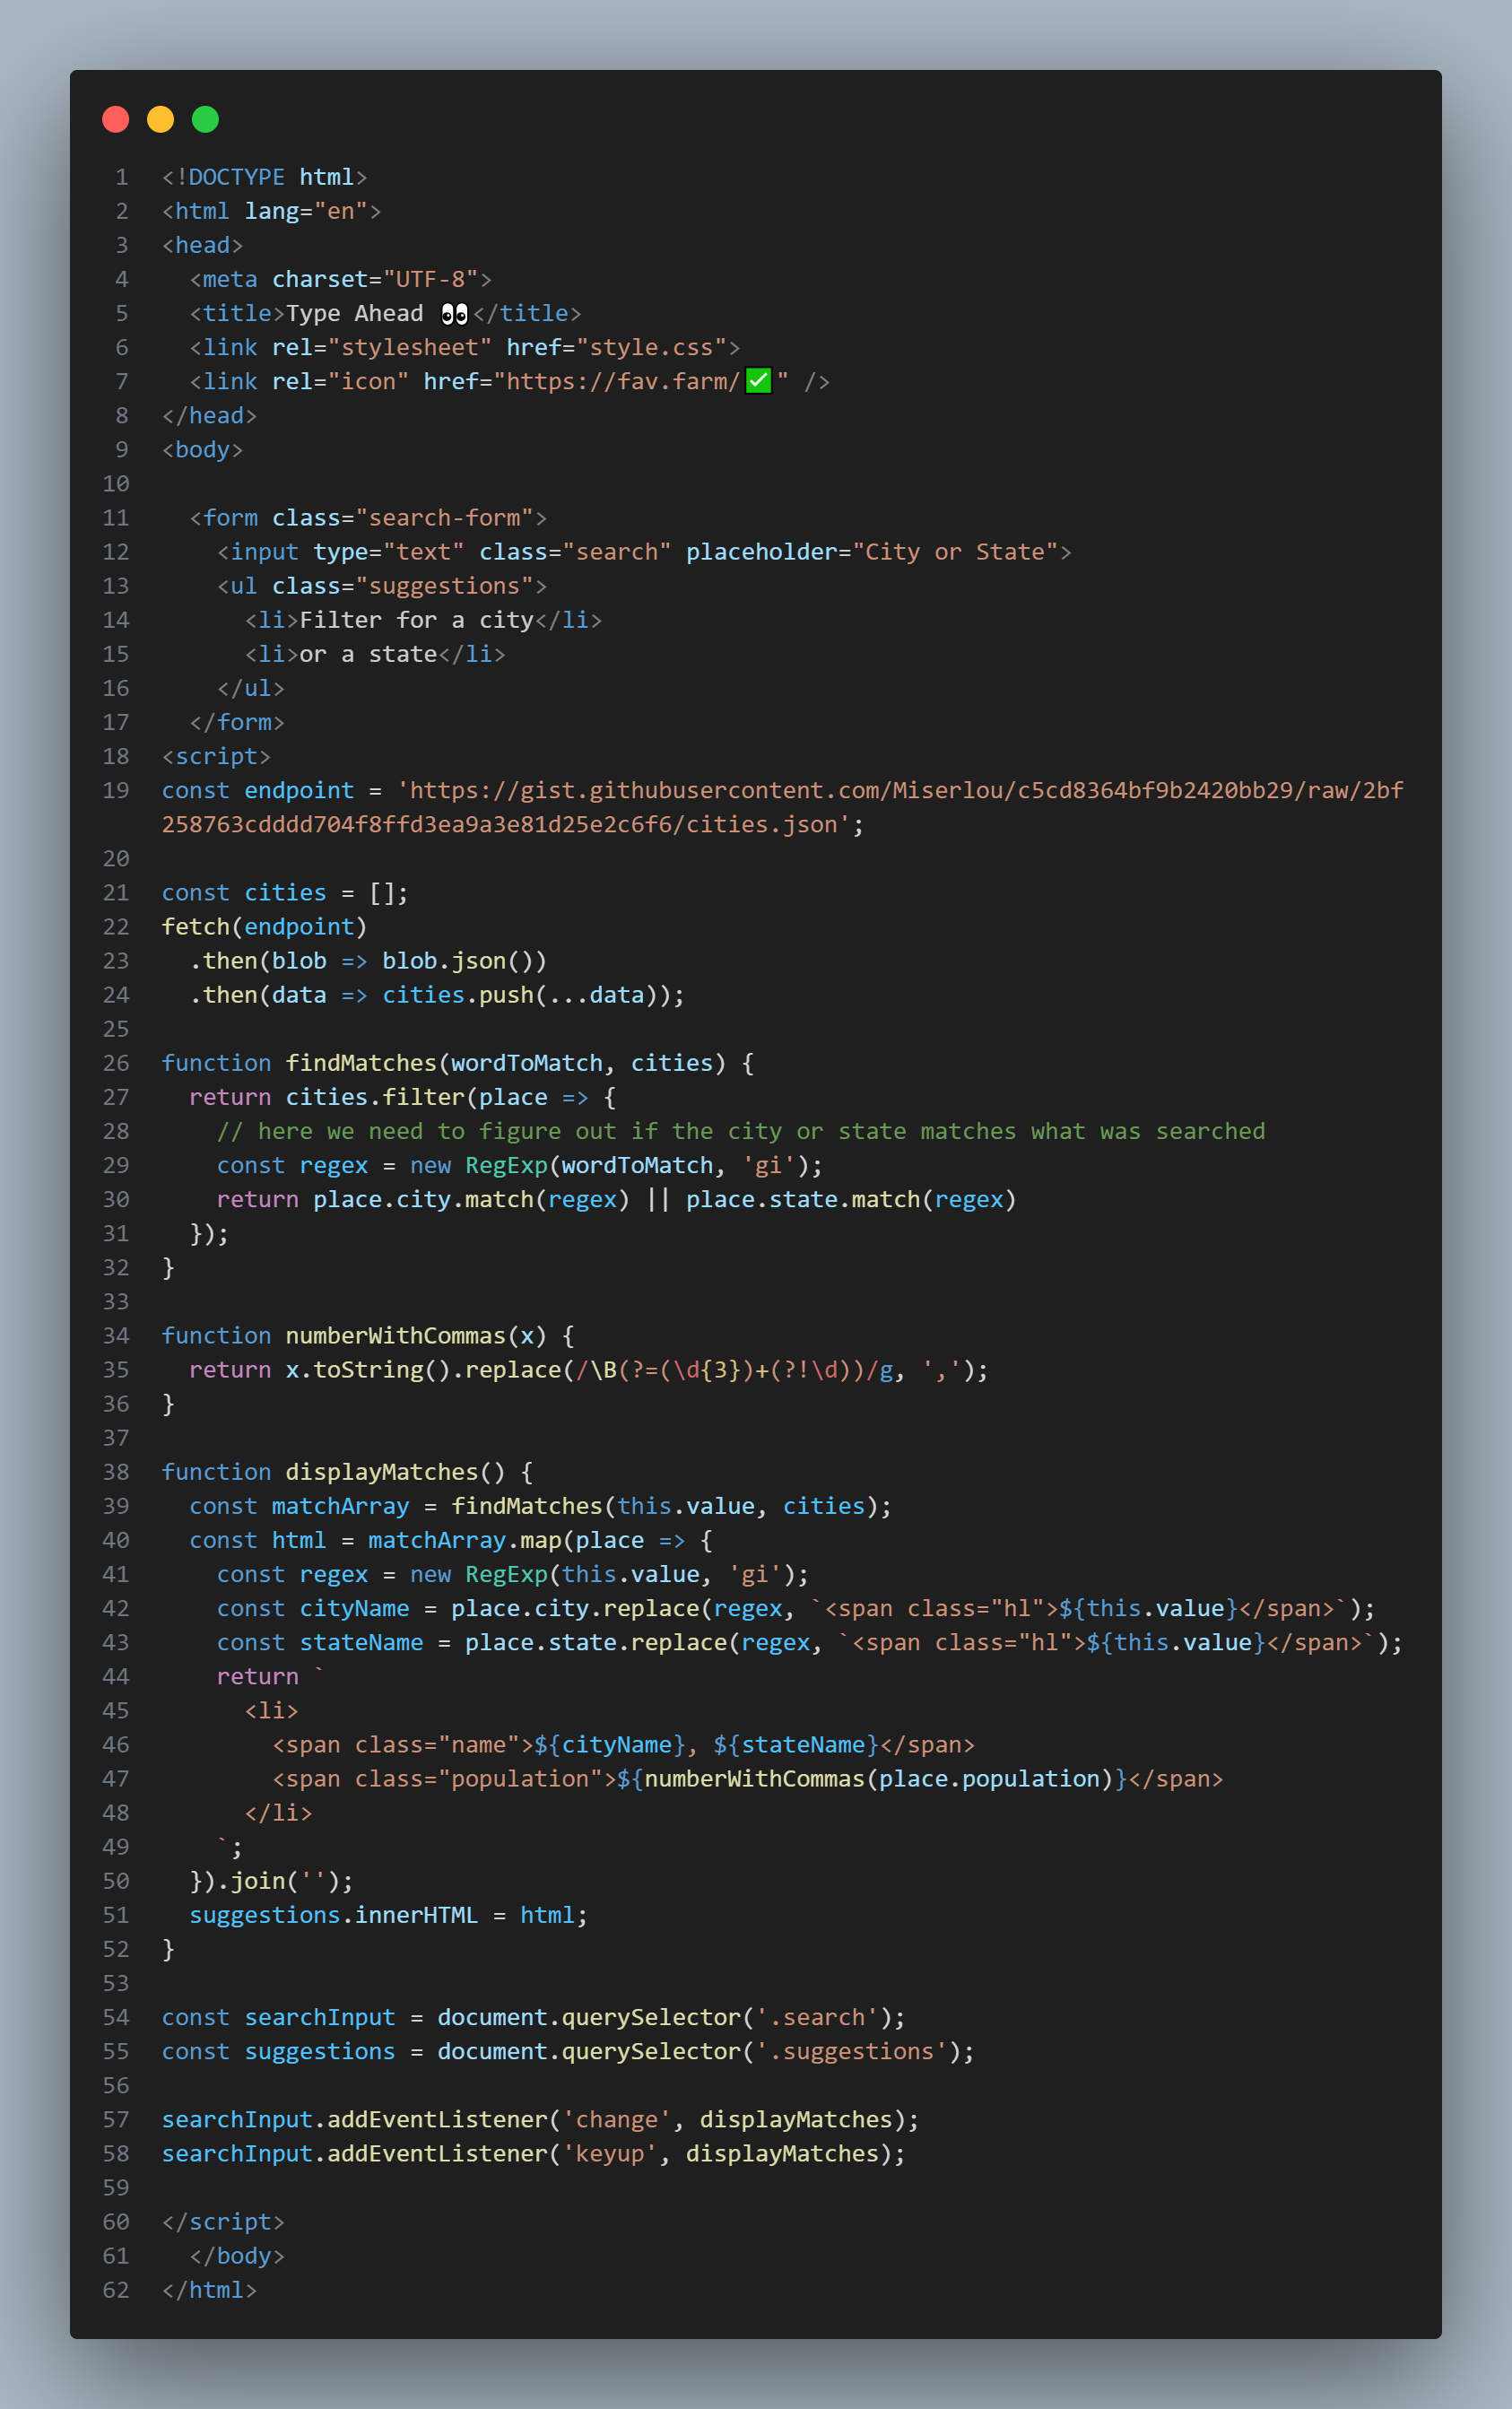 1 <!DOCTYPE html>
2 <html lang="en">
3 <head>
4   <meta charset="UTF-8">
5   <title>Type Ahead 👀</title>
6   <link rel="stylesheet" href="style.css">
7   <link rel="icon" href="https://fav.farm/✅" />
8 </head>
9 <body>
10
11   <form class="search-form">
12     <input type="text" class="search" placeholder="City or State">
13     <ul class="suggestions">
14       <li>Filter for a city</li>
15       <li>or a state</li>
16     </ul>
17   </form>
18 <script>
19 const endpoint = 'https://gist.githubusercontent.com/Miserlou/c5cd8364bf9b2420bb29/raw/2bf
258763cdddd704f8ffd3ea9a3e81d25e2c6f6/cities.json';
20
21 const cities = [];
22 fetch(endpoint)
23   .then(blob => blob.json())
24   .then(data => cities.push(...data));
25
26 function findMatches(wordToMatch, cities) {
27   return cities.filter(place => {
28     // here we need to figure out if the city or state matches what was searched
29     const regex = new RegExp(wordToMatch, 'gi');
30     return place.city.match(regex) || place.state.match(regex)
31   });
32 }
33
34 function numberWithCommas(x) {
35   return x.toString().replace(/\B(?=(\d{3})+(?!\d))/g, ',');
36 }
37
38 function displayMatches() {
39   const matchArray = findMatches(this.value, cities);
40   const html = matchArray.map(place => {
41     const regex = new RegExp(this.value, 'gi');
42     const cityName = place.city.replace(regex, `<span class="hl">${this.value}</span>`);
43     const stateName = place.state.replace(regex, `<span class="hl">${this.value}</span>`);
44     return `
45       <li>
46         <span class="name">${cityName}, ${stateName}</span>
47         <span class="population">${numberWithCommas(place.population)}</span>
48       </li>
49     `;
50   }).join('');
51   suggestions.innerHTML = html;
52 }
53
54 const searchInput = document.querySelector('.search');
55 const suggestions = document.querySelector('.suggestions');
56
57 searchInput.addEventListener('change', displayMatches);
58 searchInput.addEventListener('keyup', displayMatches);
59
60 </script>
61   </body>
62 </html>